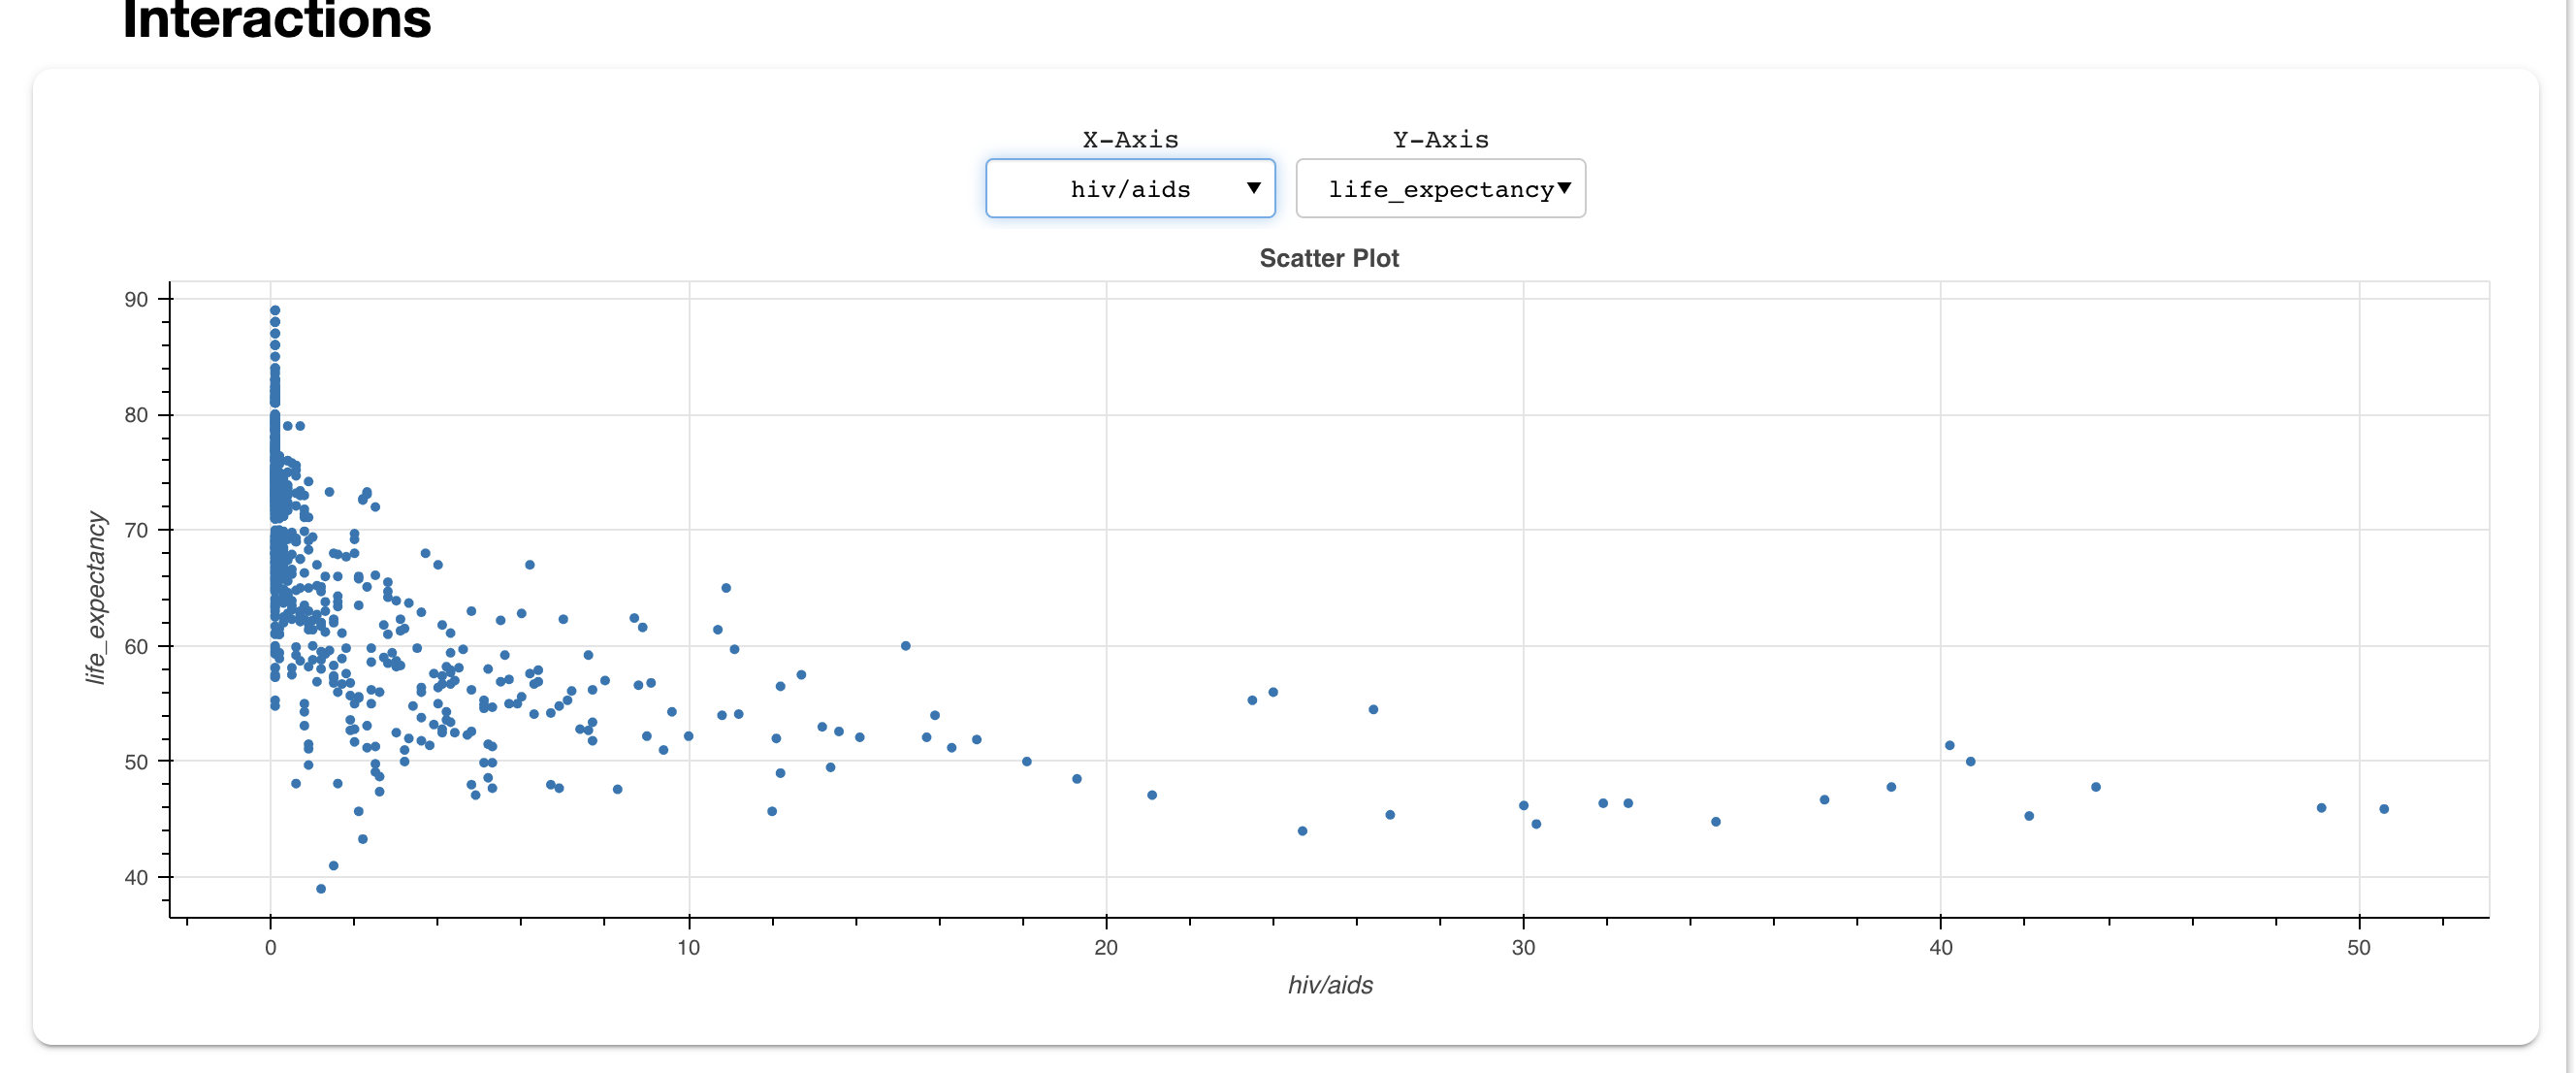 Interactions
X-Axis Y-Axis
hiv/aids ▼ life_expectancy▼
Scatter Plot
90
80
70
60
50
40
life_expectancy
0 10 20 30 40 50
hiv/aids